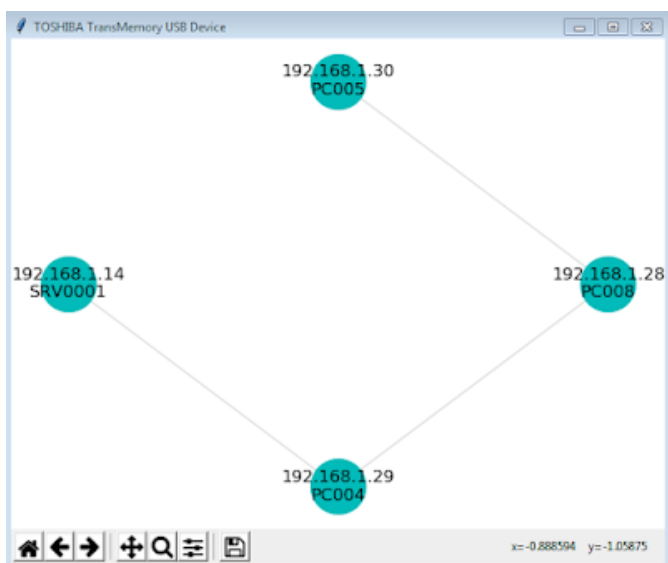 TOSHIBA TransMemory USB Device
192.168.1.30
PC005
192.168.1.14
SRV0001
192.168.1.28
PC008
192.168.1.29
PC004
x=-0.888594 y=-1.05875